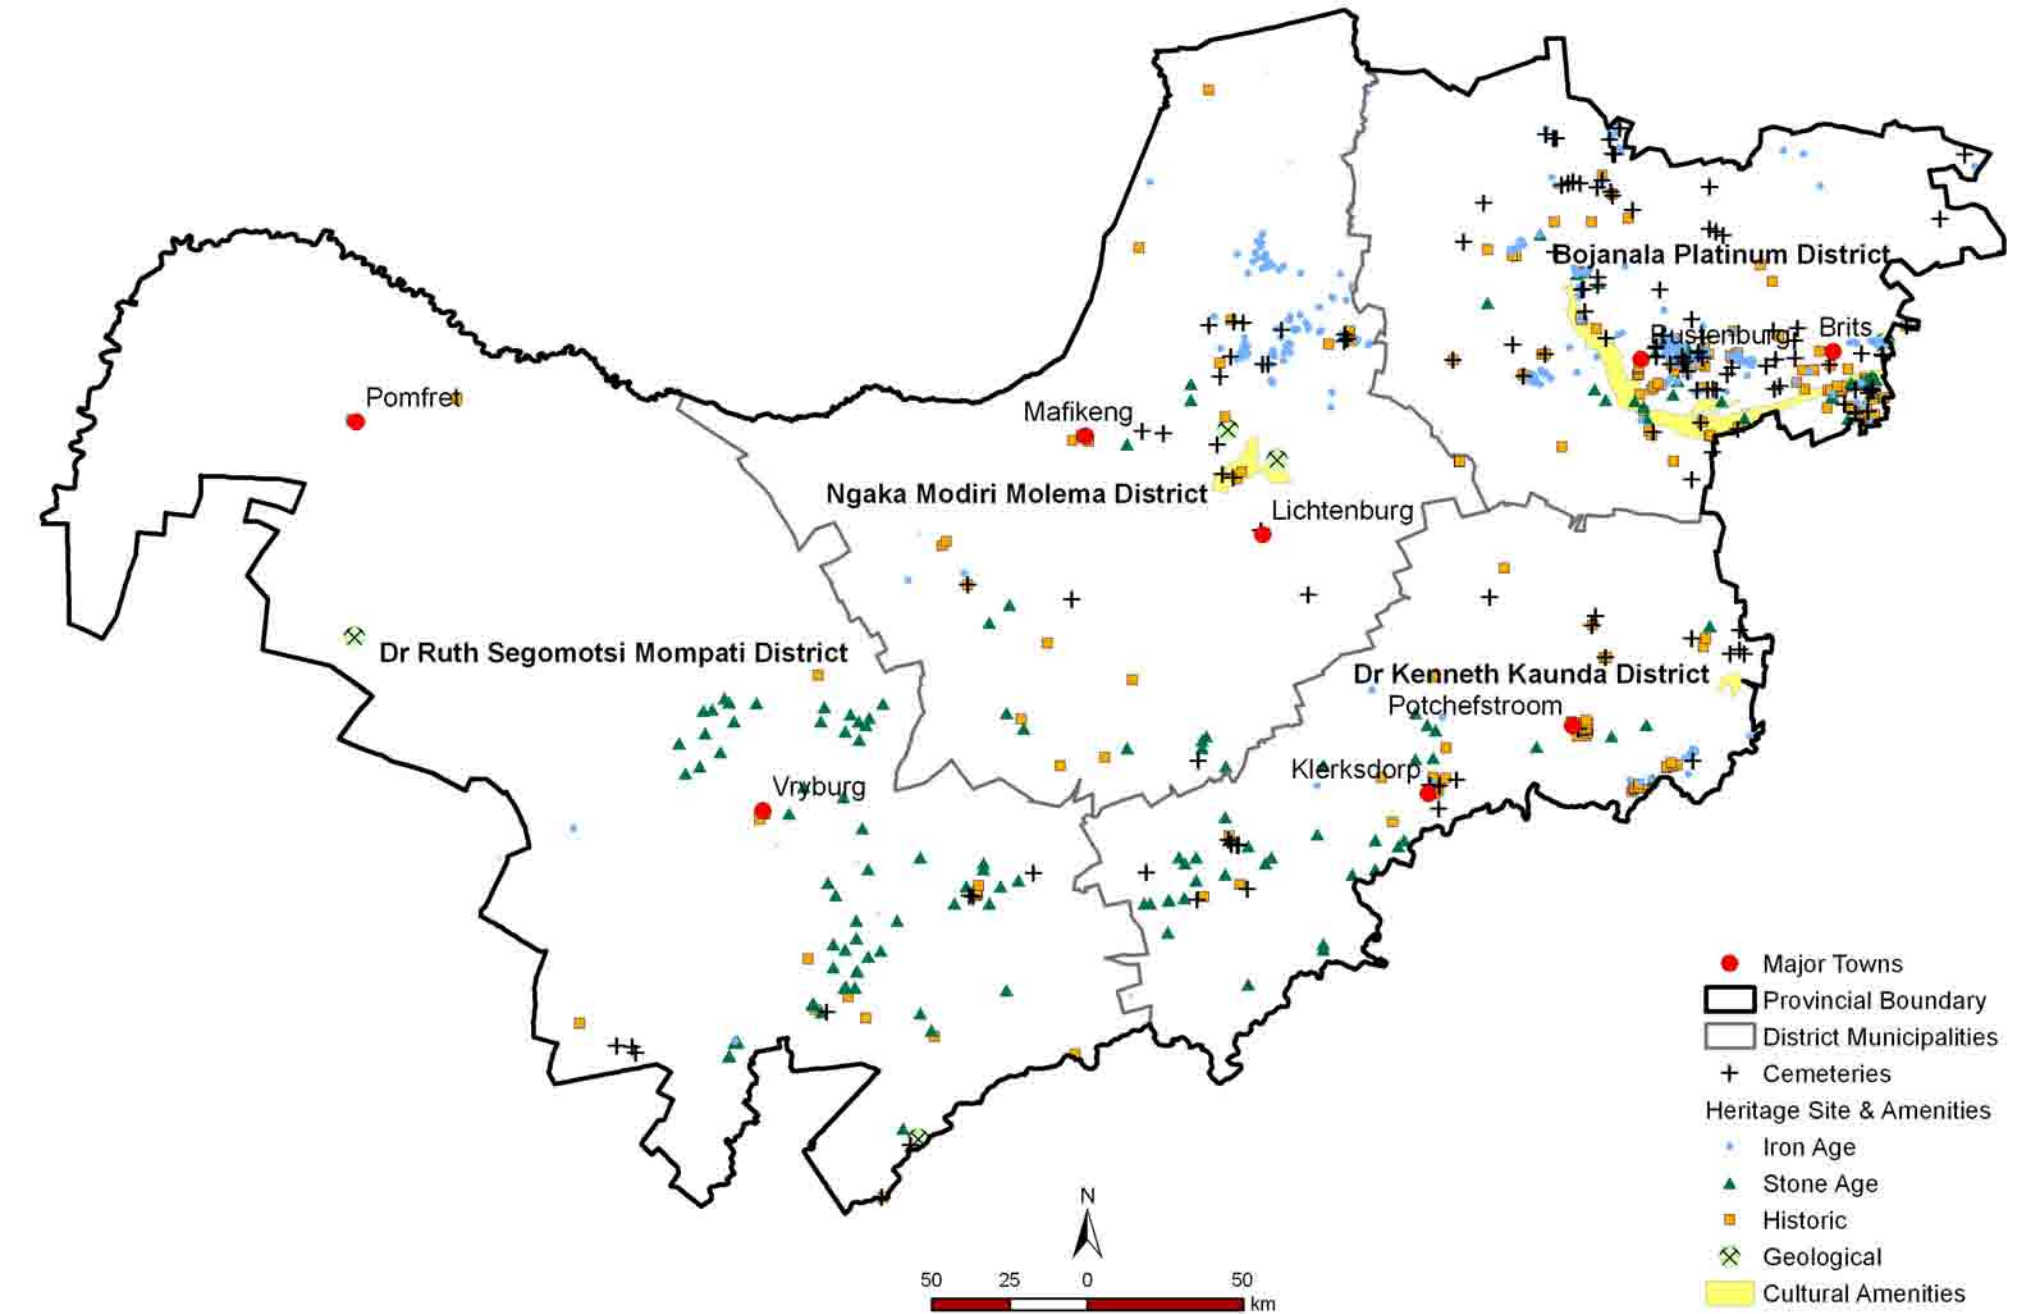 Bojanala Platinum District
Rustenburg
Brits
Pomfret
Mafikeng
Ngaka Modiri Molema District
Lichtenburg
Dr Ruth Segomotsi Mompati District
Dr Kenneth Kaunda District
Potchefstroom
Klerksdorp
Vryburg
Major Towns
Provincial Boundary
District Municipalities
Cemeteries
Heritage Site & Amenities
Iron Age
Stone Age
Historic
Geological
Cultural Amenities
N
50 25 0 50
km